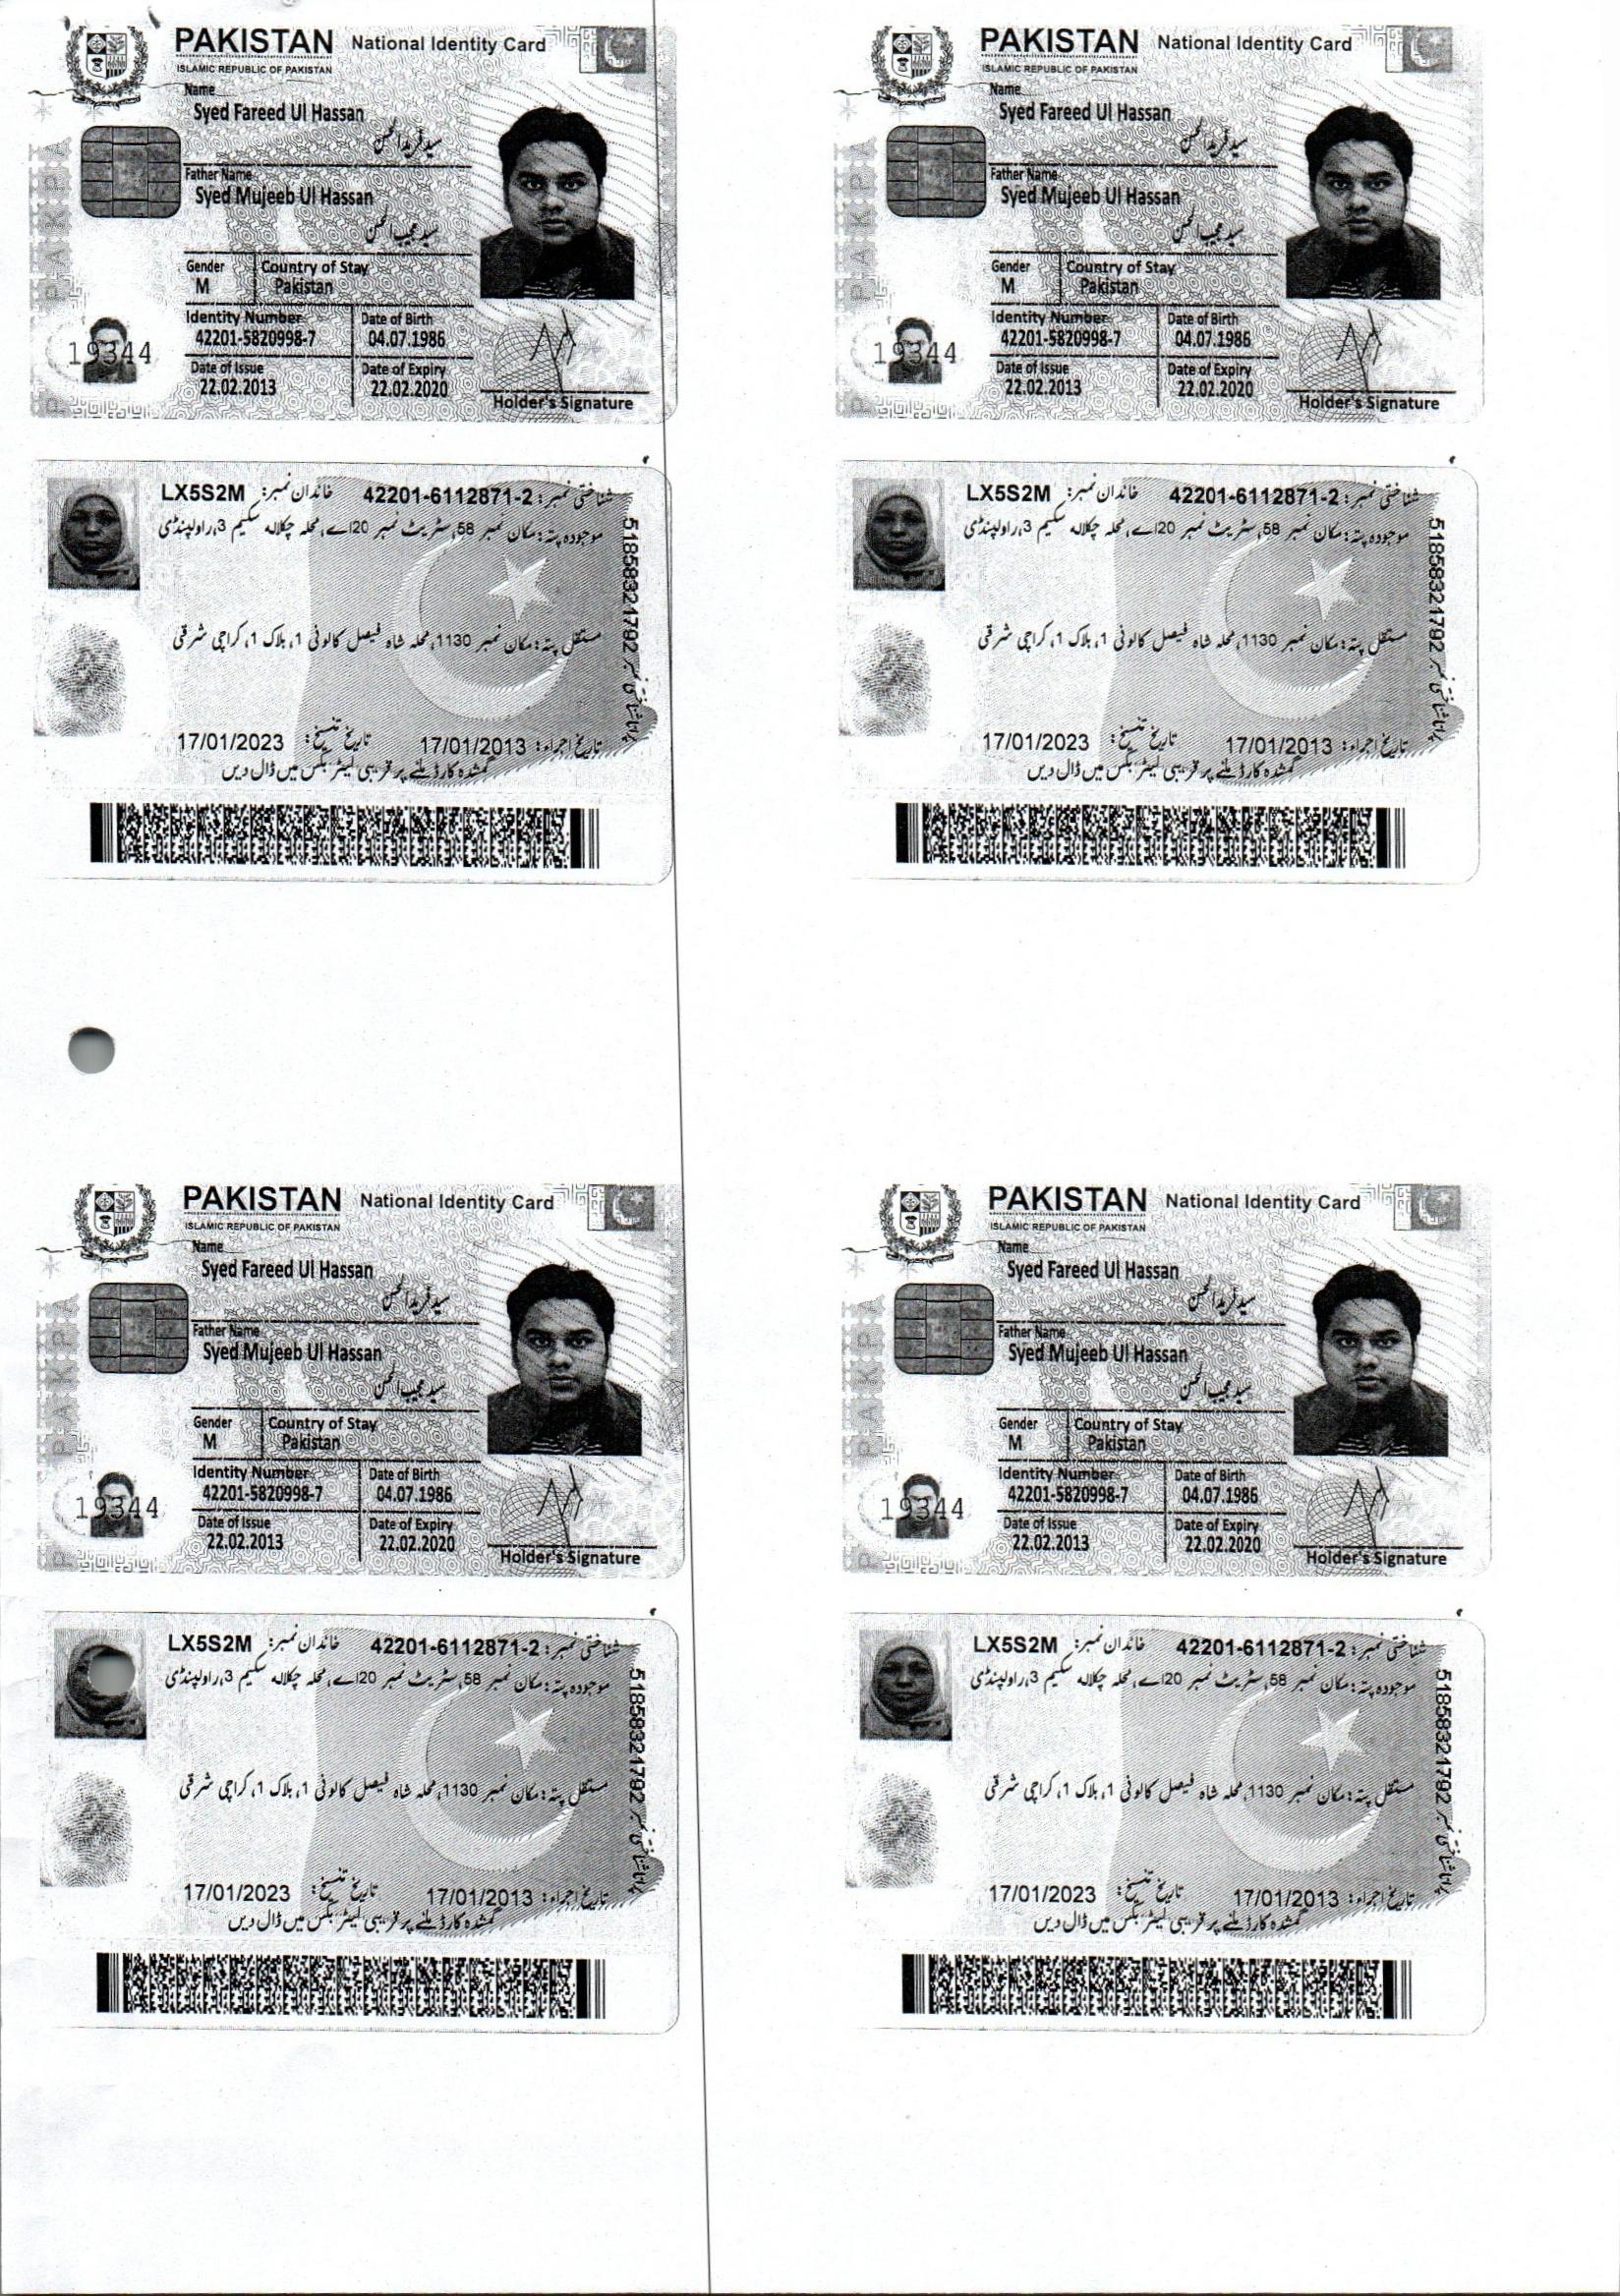 PAKISTAN National Identity Card
ISLAMIC REPUBLIC OF PAKISTAN
Name
Syed Fareed Ul Hassan
سید فرید الحسن
Father Name
Syed Mujeeb Ul Hassan
سید مجیب الحسن
Gender Country of Stay
M Pakistan
Identity Number Date of Birth
42201-5820998-7 04.07.1986
19344
Date of Issue Date of Expiry
22.02.2013 22.02.2020
Holder's Signature
PAKISTAN National Identity Card
ISLAMIC REPUBLIC OF PAKISTAN
Name
Syed Fareed Ul Hassan
سید فرید الحسن
Father Name
Syed Mujeeb Ul Hassan
سید مجیب الحسن
Gender Country of Stay
M Pakistan
Identity Number Date of Birth
42201-5820998-7 04.07.1986
19344
Date of Issue Date of Expiry
22.02.2013 22.02.2020
Holder's Signature
شناختی نمبر: 42201-6112871-2 خاندان نمبر: LX5S2M
موجودہ پتہ: مکان نمبر 58، سٹریٹ نمبر 20اے، محلہ چکلالہ سکیم 3، راولپنڈی
مستقل پتہ: مکان نمبر 1130، محلہ شاہ فیصل کالونی 1، بلاک 1، کراچی شرقی
تاریخ اجراء: 17/01/2013 تاریخ تنسیخ: 17/01/2023
گمشدہ کارڈ ملنے پر قریبی لیٹر بکس میں ڈال دیں
518583241792
شناختی نمبر: 42201-6112871-2 خاندان نمبر: LX5S2M
موجودہ پتہ: مکان نمبر 58، سٹریٹ نمبر 20اے، محلہ چکلالہ سکیم 3، راولپنڈی
مستقل پتہ: مکان نمبر 1130، محلہ شاہ فیصل کالونی 1، بلاک 1، کراچی شرقی
تاریخ اجراء: 17/01/2013 تاریخ تنسیخ: 17/01/2023
گمشدہ کارڈ ملنے پر قریبی لیٹر بکس میں ڈال دیں
518583241792
PAKISTAN National Identity Card
ISLAMIC REPUBLIC OF PAKISTAN
Name
Syed Fareed Ul Hassan
سید فرید الحسن
Father Name
Syed Mujeeb Ul Hassan
سید مجیب الحسن
Gender Country of Stay
M Pakistan
Identity Number Date of Birth
42201-5820998-7 04.07.1986
19344
Date of Issue Date of Expiry
22.02.2013 22.02.2020
Holder's Signature
PAKISTAN National Identity Card
ISLAMIC REPUBLIC OF PAKISTAN
Name
Syed Fareed Ul Hassan
سید فرید الحسن
Father Name
Syed Mujeeb Ul Hassan
سید مجیب الحسن
Gender Country of Stay
M Pakistan
Identity Number Date of Birth
42201-5820998-7 04.07.1986
19344
Date of Issue Date of Expiry
22.02.2013 22.02.2020
Holder's Signature
شناختی نمبر: 42201-6112871-2 خاندان نمبر: LX5S2M
موجودہ پتہ: مکان نمبر 58، سٹریٹ نمبر 20اے، محلہ چکلالہ سکیم 3، راولپنڈی
مستقل پتہ: مکان نمبر 1130، محلہ شاہ فیصل کالونی 1، بلاک 1، کراچی شرقی
تاریخ اجراء: 17/01/2013 تاریخ تنسیخ: 17/01/2023
گمشدہ کارڈ ملنے پر قریبی لیٹر بکس میں ڈال دیں
518583241792
شناختی نمبر: 42201-6112871-2 خاندان نمبر: LX5S2M
موجودہ پتہ: مکان نمبر 58، سٹریٹ نمبر 20اے، محلہ چکلالہ سکیم 3، راولپنڈی
مستقل پتہ: مکان نمبر 1130، محلہ شاہ فیصل کالونی 1، بلاک 1، کراچی شرقی
تاریخ اجراء: 17/01/2013 تاریخ تنسیخ: 17/01/2023
گمشدہ کارڈ ملنے پر قریبی لیٹر بکس میں ڈال دیں
518583241792